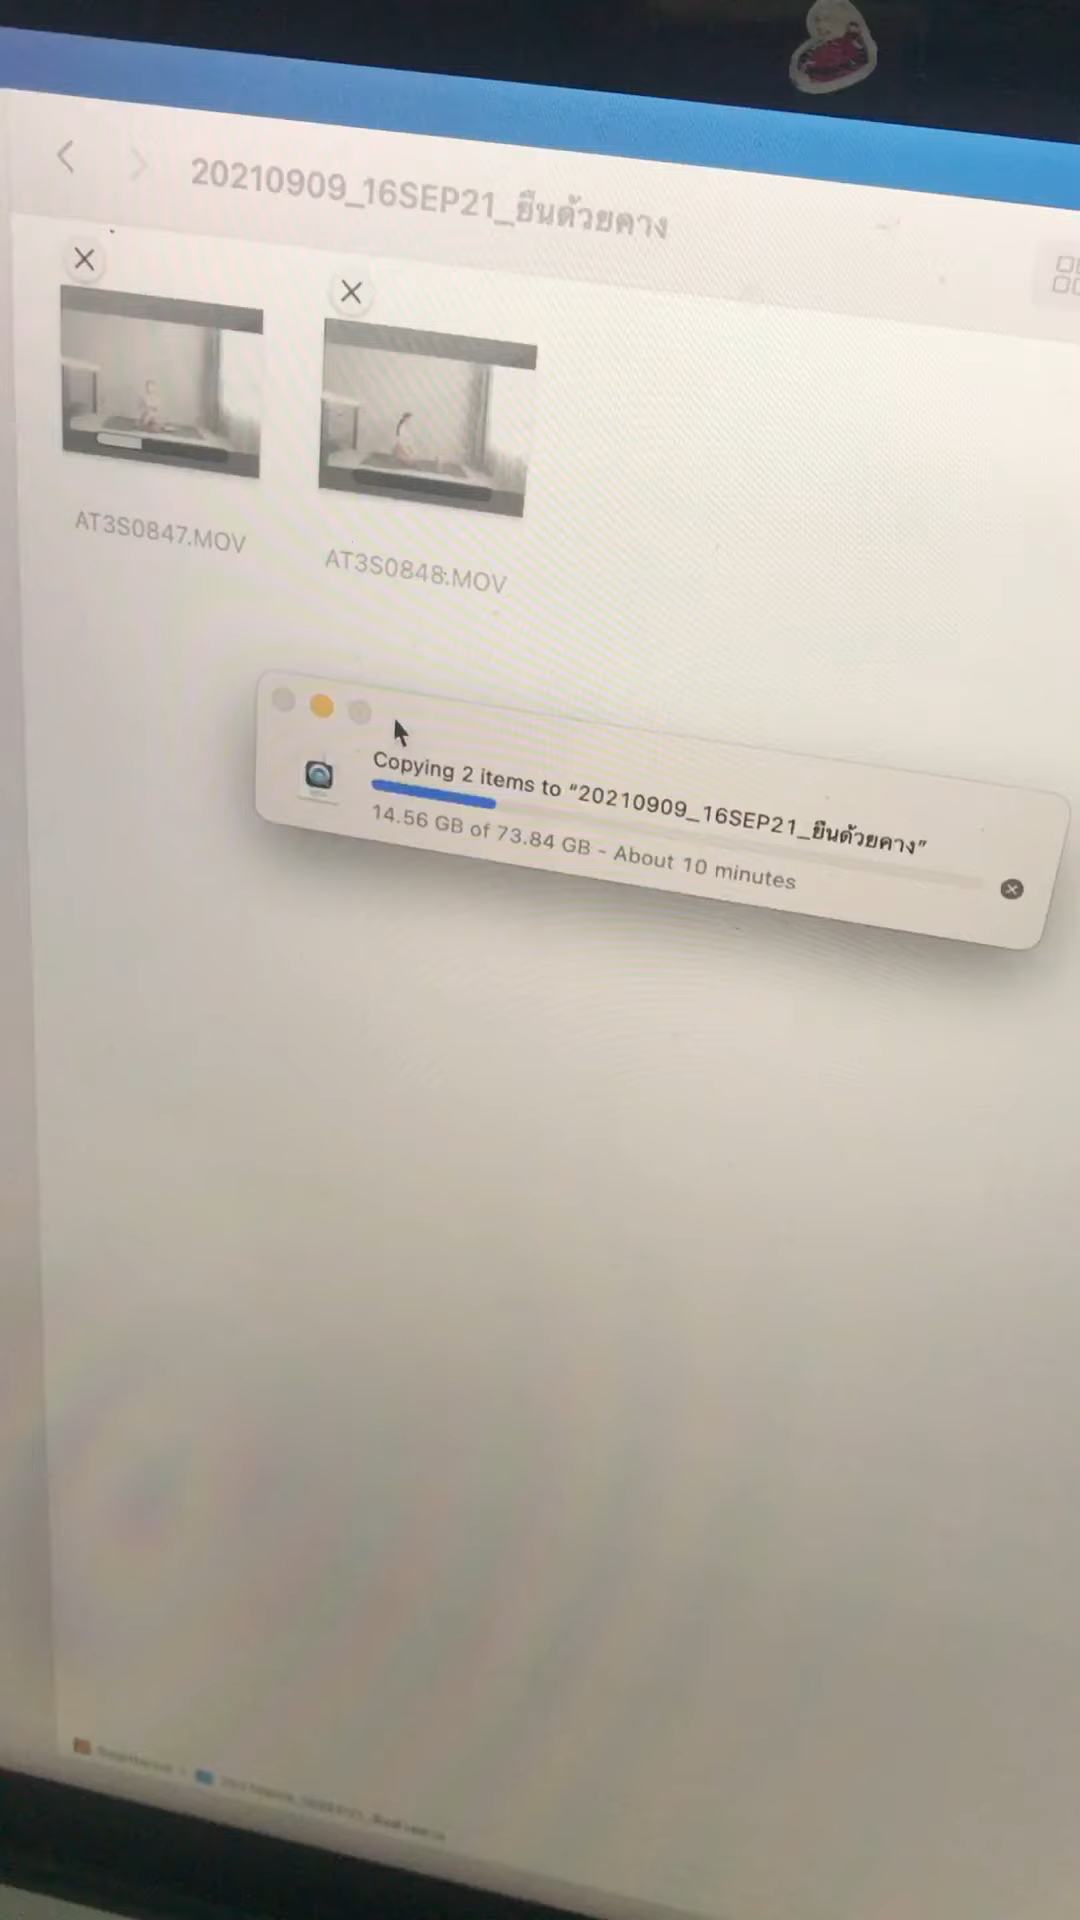 20210909_16SEP21_ยืนด้วยคาง
AT3S0847.MOV
AT3S0848.MOV
Copying 2 items to “20210909_16SEP21_ยืนด้วยคาง”
14.56 GB of 73.84 GB - About 10 minutes